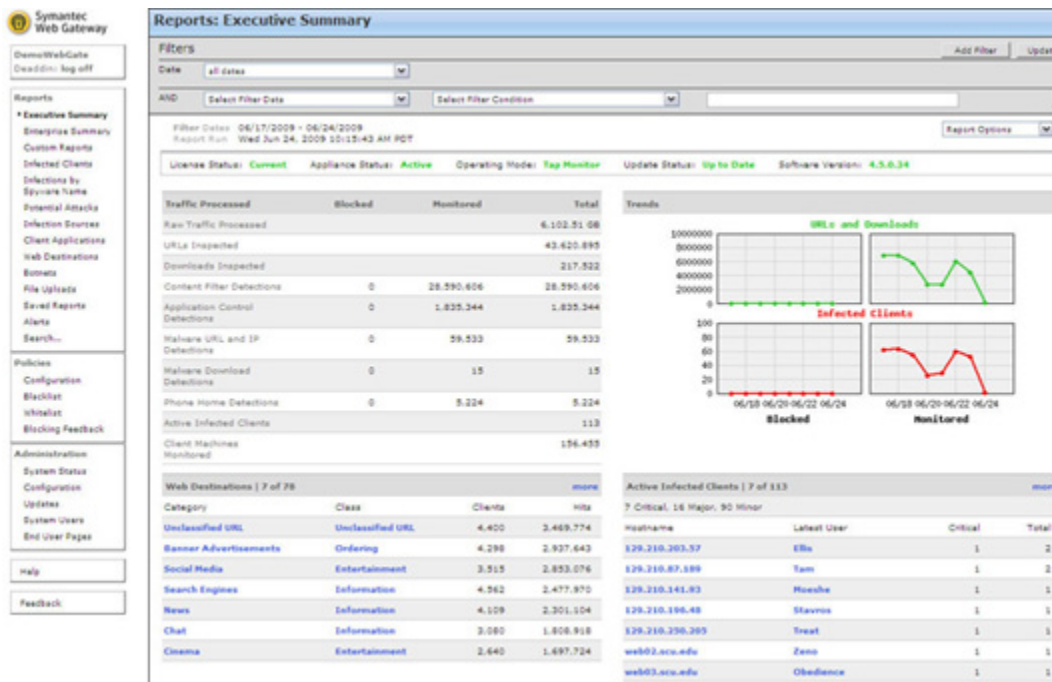 Symantec
Web Gateway
DemoWebGate
log off
Reports
Executive Summary
Enterprise Summary
Custom Reports
Infected Clients
Infections by
Spyware Name
Potential Attacks
Infection Sources
Client Applications
Web Destinations
Botnets
File Uploads
Saved Reports
Alerts
Search...
Policies
Configuration
Blacklist
Whitelist
Blocking Feedback
Administration
System Status
Configuration
Updates
System Users
End User Pages
Help
Feedback
Reports: Executive Summary
Filters
Add Filter
Date all dates
AND Select Filter Data Select Filter Condition
Filter Dates 06/17/2009 - 06/24/2009
Report Run Wed Jun 24, 2009 10:15:43 AM PDT
Report Options
License Status: Current Appliance Status: Active Operating Mode: Tap Monitor Update Status: Up to Date Software Version: 4.5.0.34
Traffic Processed Blocked Monitored Total
Raw Traffic Processed 6,102.51 GB
URLs Inspected 43,620,895
Downloads Inspected 217,522
Content Filter Detections 0 28,590,606 28,590,606
Application Control
Detections 0 1,835,344 1,835,344
Malware URL and IP
Detections 0 59,533 59,533
Malware Download
Detections 0 15 15
Phone Home Detections 0 5,224 5,224
Active Infected Clients 113
Client Machines
Monitored 156,455
Trends
URLs and Downloads
10000000
8000000
6000000
4000000
2000000
0
Infected Clients
100
80
60
40
20
0
06/18 06/20 06/22 06/24 06/18 06/20 06/22 06/24
Blocked Monitored
Web Destinations | 7 of 78 more
Category Class Clients Hits
Unclassified URL Unclassified URL 4,400 3,469,774
Banner Advertisements Ordering 4,298 2,937,643
Social Media Entertainment 3,515 2,853,076
Search Engines Information 4,562 2,477,970
News Information 4,109 2,301,104
Chat Information 3,080 1,808,918
Cinema Entertainment 2,640 1,697,724
Active Infected Clients | 7 of 113
7 Critical, 16 Major, 90 Minor
Hostname Latest User Critical Total
129.210.203.57 Ellis 1 2
129.210.87.189 Tam 1 2
129.210.141.93 Moeshe 1 1
129.210.198.48 Stavros 1 1
129.210.250.205 Treat 1 1
web02.scu.edu Zeno 1 1
web03.scu.edu Obedience 1 1